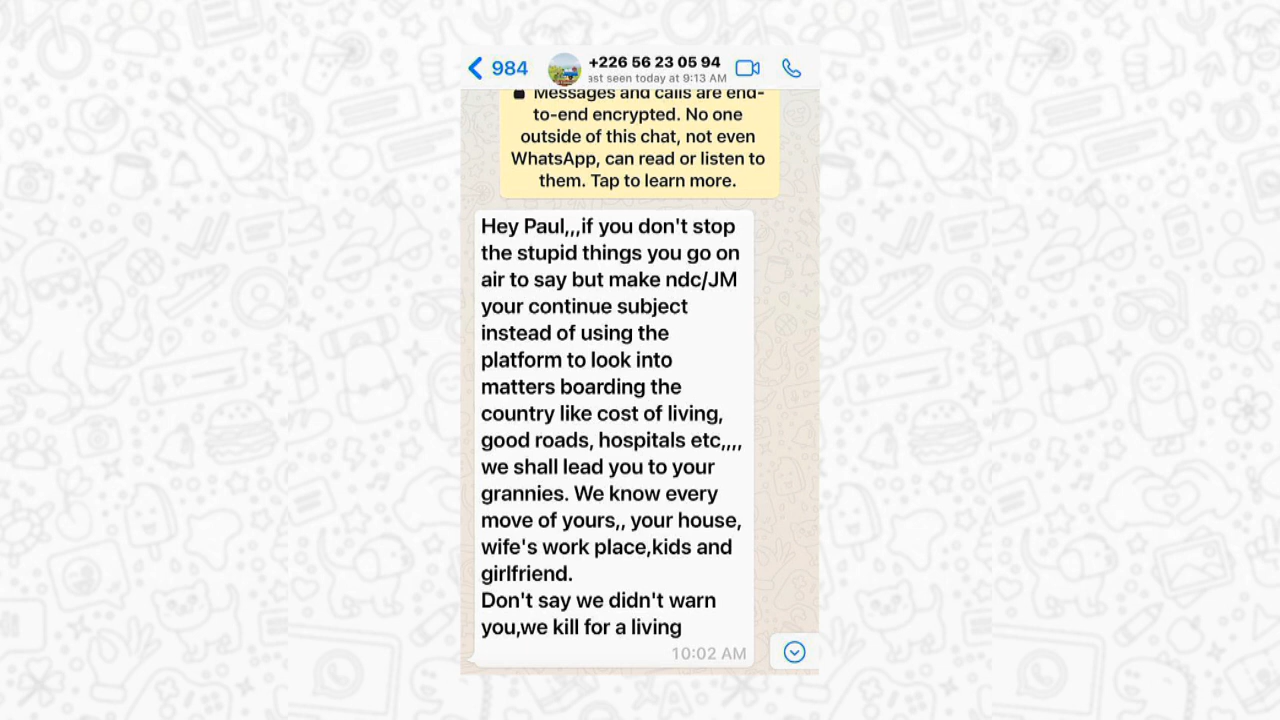 984
+226 56 23 05 94
ast seen today at 9:13 AM
Messages and calls are end-
to-end encrypted. No one
outside of this chat, not even
WhatsApp, can read or listen to
them. Tap to learn more.
Hey Paul,,,if you don't stop
the stupid things you go on
air to say but make ndc/JM
your continue subject
instead of using the
platform to look into
matters boarding the
country like cost of living,
good roads, hospitals etc,,,,
we shall lead you to your
grannies. We know every
move of yours,, your house,
wife's work place,kids and
girlfriend.
Don't say we didn't warn
you,we kill for a living
10:02 AM